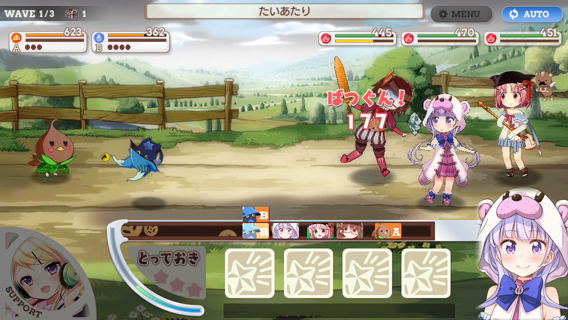 WAVE 1/3
1
たいあたり
MENU
AUTO
623
A
362
B
445
470
451
ばつぐん!
177
B
B
A
とっておき
SUPPORT